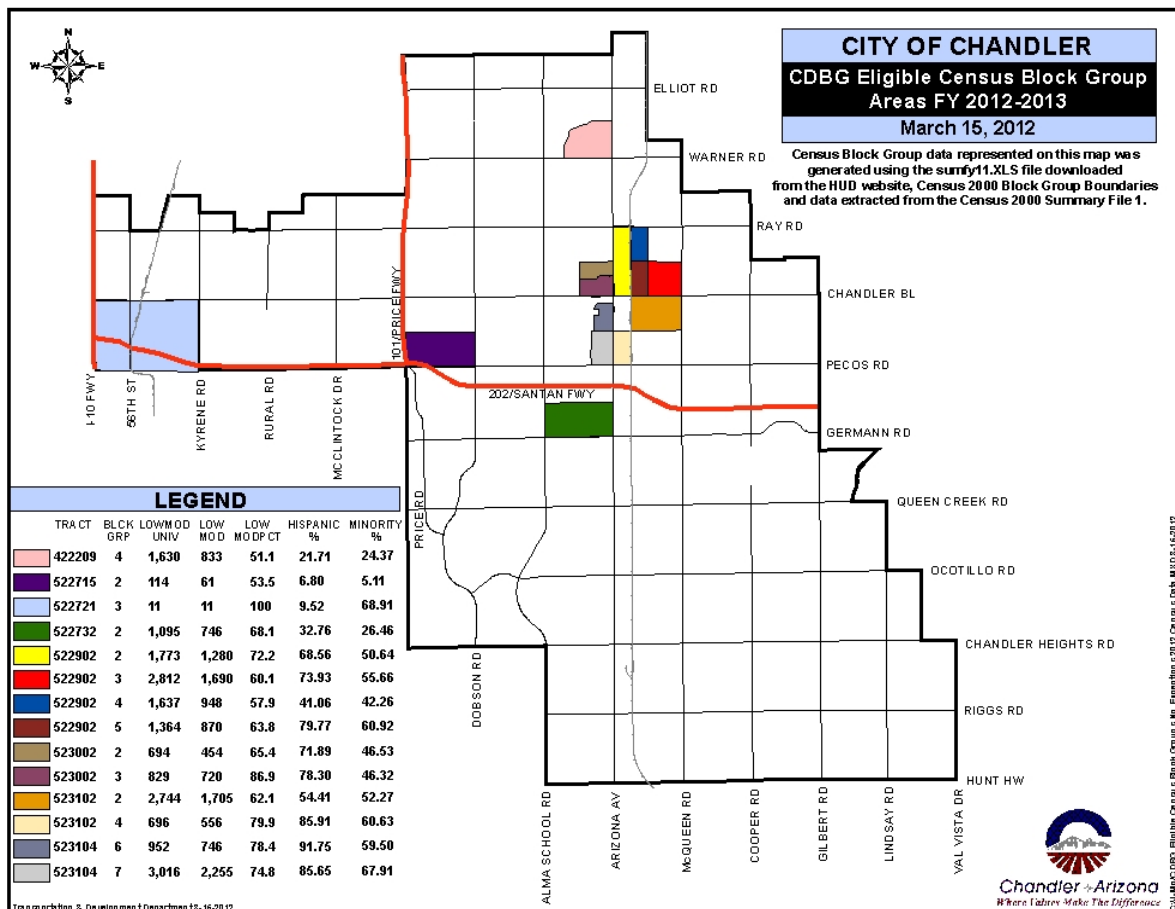 N
W E
S
CITY OF CHANDLER
CDBG Eligible Census Block Group
Areas FY 2012-2013
March 15, 2012
Census Block Group data represented on this map was
generated using the sumfy11.XLS file downloaded
from the HUD website, Census 2000 Block Group Boundaries
and data extracted from the Census 2000 Summary File 1.
ELLIOT RD
WARNER RD
RAY RD
CHANDLER BL
PECOS RD
GERMANN RD
QUEEN CREEK RD
OCOTILLO RD
CHANDLER HEIGHTS RD
RIGGS RD
HUNT HW
101/PRICE FWY
202/SANTAN FWY
I-10 FWY
56TH ST
KYRENE RD
RURAL RD
MCCLINTOCK DR
PRICE RD
DOBSON RD
ALMA SCHOOL RD
ARIZONA AV
McQUEEN RD
COOPER RD
GILBERT RD
LINDSAY RD
VAL VISTA DR
LEGEND
TRACT BLCK GRP LOWMOD UNIV LOW MOD LOW MODPCT HISPANIC % MINORITY %
422209 4 1,630 833 51.1 21.71 24.37
522715 2 114 61 53.5 6.80 5.11
522721 3 11 11 100 9.52 68.91
522732 2 1,095 746 68.1 32.76 26.46
522902 2 1,773 1,280 72.2 68.56 50.64
522902 3 2,812 1,690 60.1 73.93 55.66
522902 4 1,637 948 57.9 41.06 42.26
522902 5 1,364 870 63.8 79.77 60.92
523002 2 694 454 65.4 71.89 46.53
523002 3 829 720 86.9 78.30 46.32
523102 2 2,744 1,705 62.1 54.41 52.27
523102 4 696 556 79.9 85.91 60.63
523104 6 952 746 78.4 91.75 59.50
523104 7 3,016 2,255 74.8 85.65 67.91
Transportation & Development Department
Chandler Arizona
Where Values Make The Difference